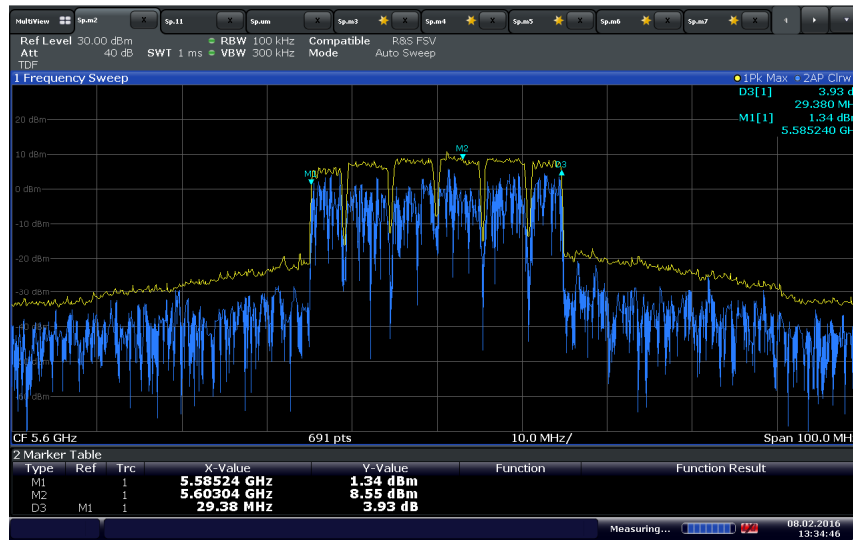 MultiView Sp.m2 X Sp.11 X Sp.um X Sp.m3 X Sp.m4 X Sp.m5 X Sp.m6 X Sp.m7 X
Ref Level 30.00 dBm RBW 100 kHz Compatible R&S FSV
Att 40 dB SWT 1 ms VBW 300 kHz Mode Auto Sweep
TDF
1 Frequency Sweep 1Pk Max 2AP Clrw
D3[1] 3.93 d
29.380 MH
M1[1] 1.34 dBm
5.585240 GH
20 dBm
10 dBm
M2
M1
D3
0 dBm
-10 dBm
-20 dBm
-30 dBm
CF 5.6 GHz 691 pts 10.0 MHz/ Span 100.0 MH
2 Marker Table
Type Ref Trc X-Value Y-Value Function Function Result
M1 1 5.58524 GHz 1.34 dBm
M2 1 5.60304 GHz 8.55 dBm
D3 M1 1 29.38 MHz 3.93 dB
Measuring... 08.02.2016
13:34:46